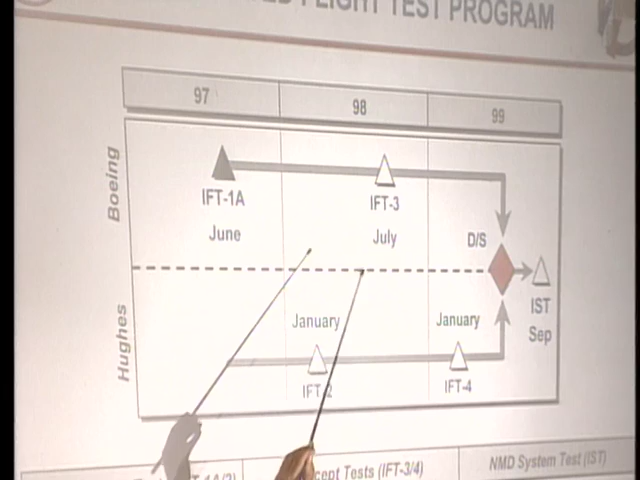 FLIGHT TEST PROGRAM
97 98 99
Boeing
IFT-1A IFT-3
June July D/S
IST
Sep
Hughes
January January
IFT-2 IFT-4
Tests (IFT-3/4) NMD System Test (IST)